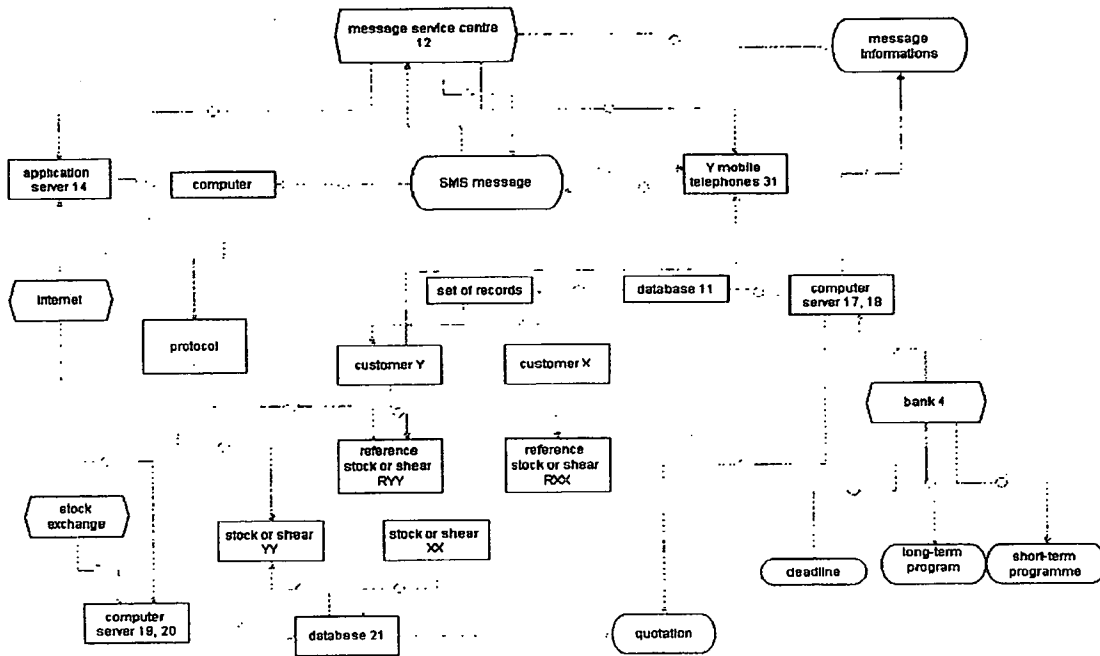 message service centre
12
message
informations
application
server 14
computer
SMS message
Y mobile
telephones 31
internet
set of records
database 11
computer
server 17, 18
protocol
customer Y
customer X
bank 4
reference
stock or shear
RYY
reference
stock or shear
RXX
stock
exchange
stock or shear
YY
stock or shear
XX
deadline
long-term
program
short-term
programme
computer
server 19, 20
database 21
quotation